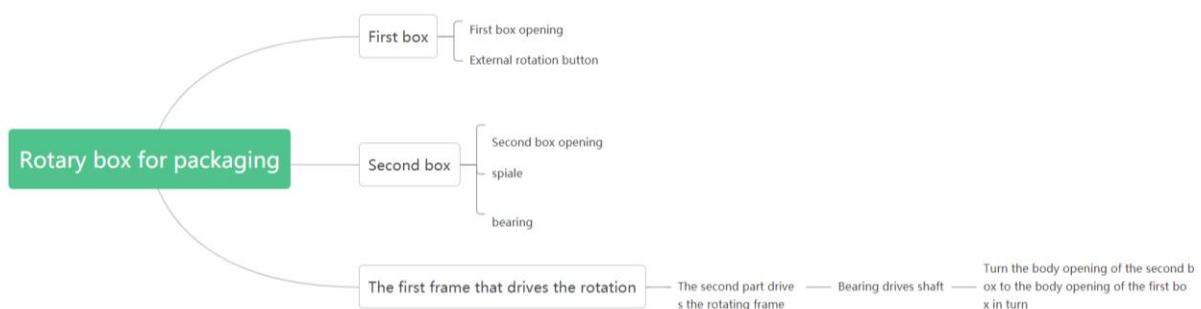 Rotary box for packaging
First box
First box opening
External rotation button
Second box
Second box opening
spiale
bearing
The first frame that drives the rotation
The second part drive
s the rotating frame
Bearing drives shaft
Turn the body opening of the second b
ox to the body opening of the first bo
x in turn